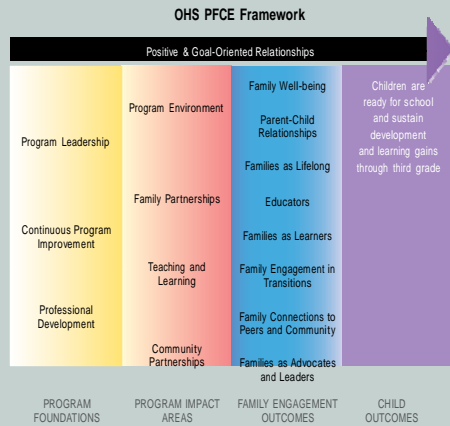 OHS PFCE Framework
Positive & Goal-Oriented Relationships
Program Leadership
Continuous Program
Improvement
Professional
Development
Program Environment
Family Partnerships
Teaching and
Learning
Community
Partnerships
Family Well-being
Parent-Child
Relationships
Families as Lifelong
Educators
Families as Learners
Family Engagement in
Transitions
Family Connections to
Peers and Community
Families as Advocates
and Leaders
Children are
ready for school
and sustain
development
and learning gains
through third grade
PROGRAM
FOUNDATIONS
PROGRAM IMPACT
AREAS
FAMILY ENGAGEMENT
OUTCOMES
CHILD
OUTCOMES